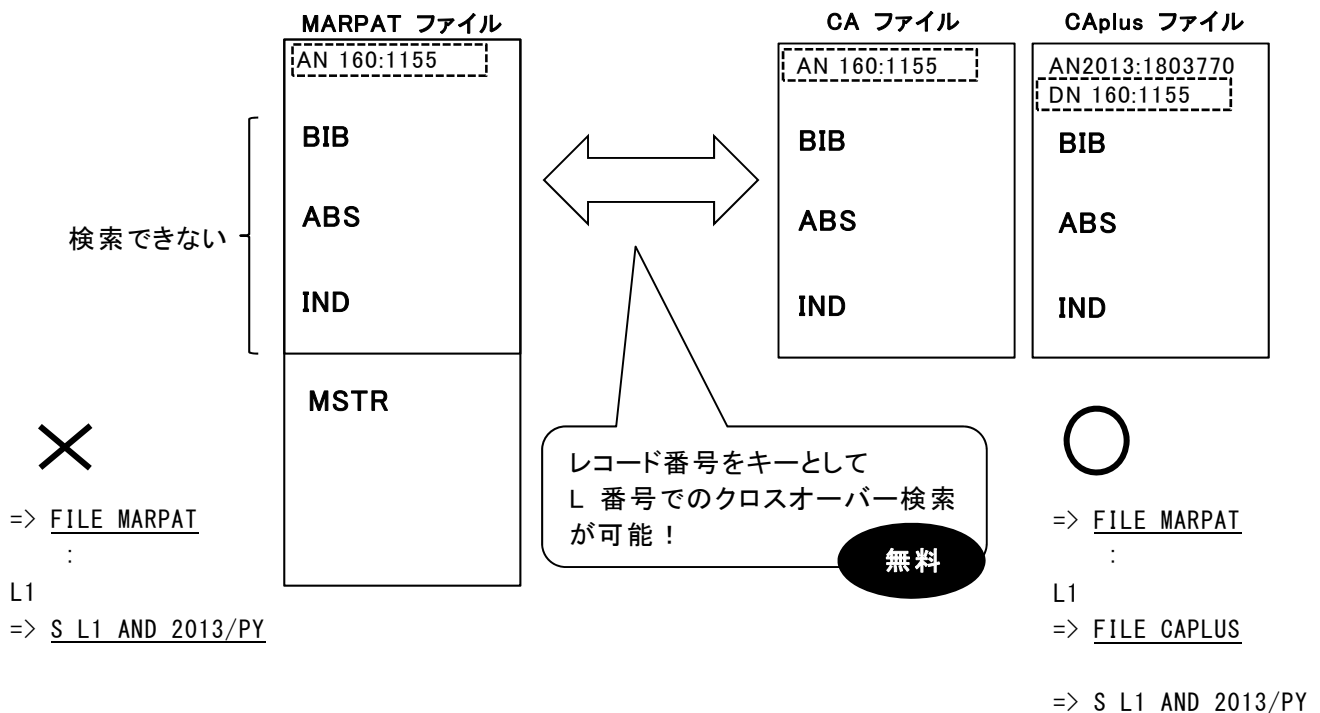 MARPAT ファイル
AN 160:1155
BIB
ABS
IND
MSTR
検索できない
CA ファイル
AN 160:1155
BIB
ABS
IND
CAplus ファイル
AN2013:1803770
DN 160:1155
BIB
ABS
IND
レコード番号をキーとして
L 番号でのクロスオーバー検索
が可能！
無料
=> FILE MARPAT
:
L1
=> S L1 AND 2013/PY
=> FILE MARPAT
:
L1
=> FILE CAPLUS
=> S L1 AND 2013/PY